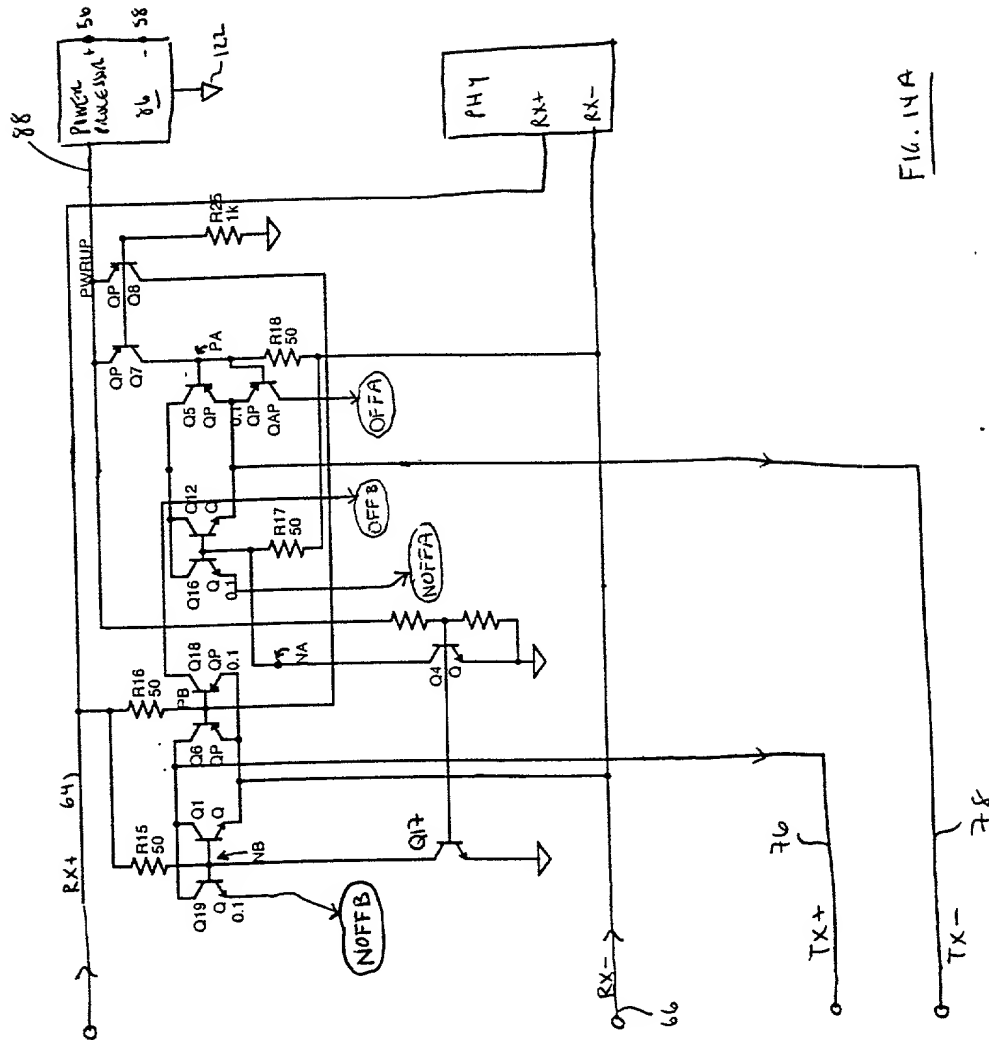 88
POWER
PROCESSOR
86
+ 56
- 58
122
PHY
RX+
RX-
RX+ 64
PWRUP
QP
Q7
QP
Q8
R25
1k
Q5
QP
0.1
PA
QP
QAP
R18
50
OFFA
Q12
Q
Q16
Q
0.1
R17
50
OFFB
NOFFA
Q18
QP
0.1
PB
Q6
QP
R16
50
NA
Q4
Q
Q1
Q
R15
50
NB
Q19
Q
0.1
NOFFB
Q17
RX-
66
TX+
76
TX-
78
FIG. 14A